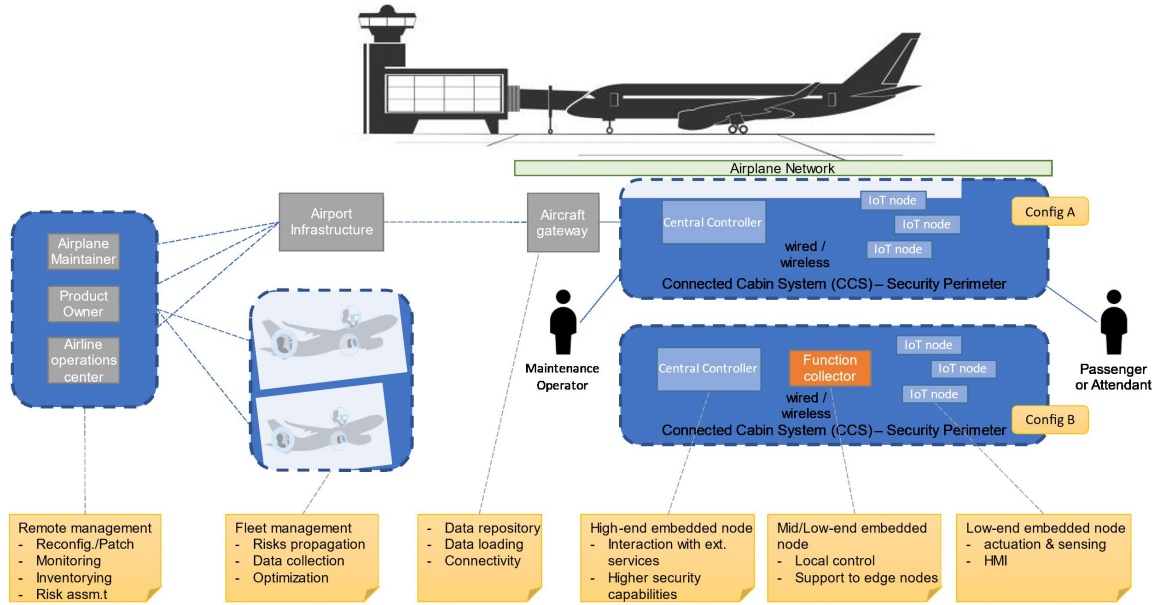 Airplane Network
Airplane
Maintainer
Product
Owner
Airline
operations
center
Airport
Infrastructure
Aircraft
gateway
Central Controller
IoT node
IoT node
IoT node
wired /
wireless
Connected Cabin System (CCS) – Security Perimeter
Config A
Maintenance
Operator
Passenger
or Attendant
Central Controller
Function
collector
IoT node
IoT node
IoT node
wired /
wireless
Connected Cabin System (CCS) – Security Perimeter
Config B
Remote management
- Reconfig./Patch
- Monitoring
- Inventorying
- Risk assm.t
Fleet management
- Risks propagation
- Data collection
- Optimization
- Data repository
- Data loading
- Connectivity
High-end embedded node
- Interaction with ext.
services
- Higher security
capabilities
Mid/Low-end embedded
node
- Local control
- Support to edge nodes
Low-end embedded node
- actuation & sensing
- HMI